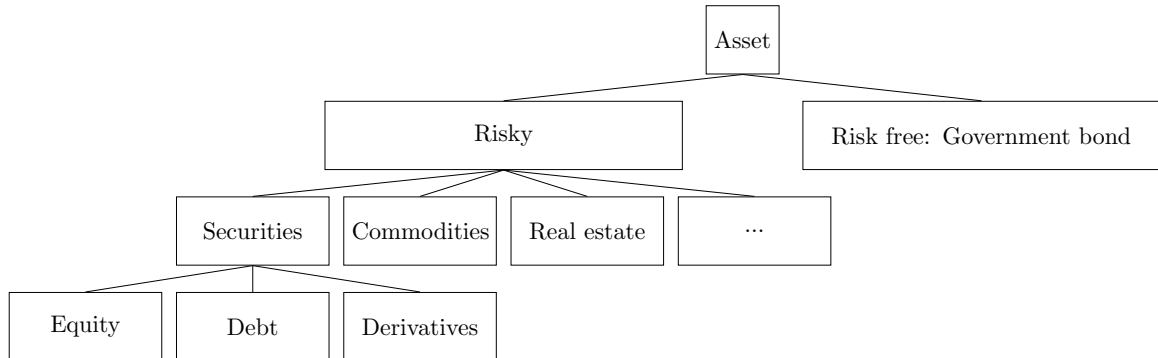 Asset
Risky
Risk free: Government bond
Securities
Commodities
Real estate
...
Equity
Debt
Derivatives